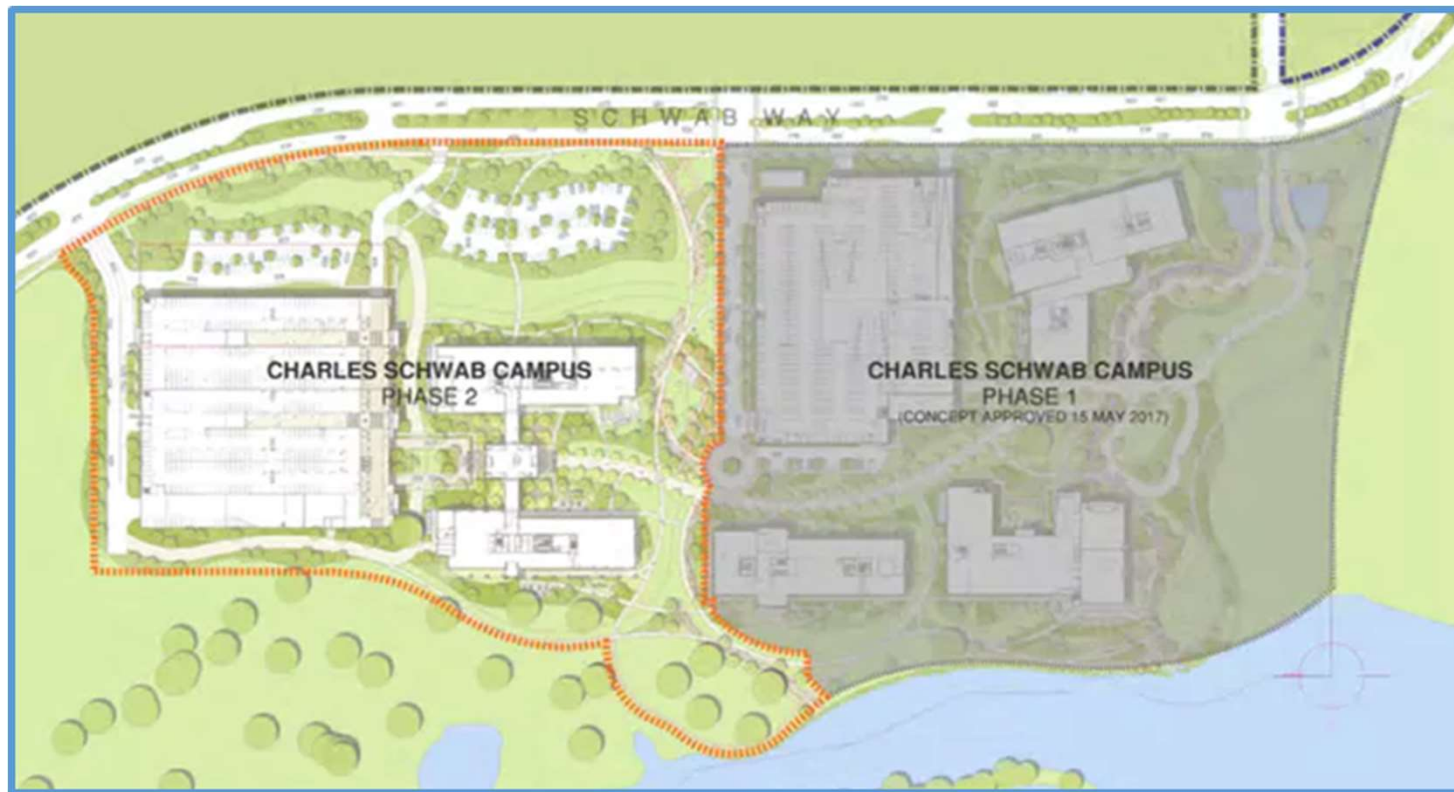 SCHWAB WAY
CHARLES SCHWAB CAMPUS
PHASE 2
CHARLES SCHWAB CAMPUS
PHASE 1
(CONCEPT APPROVED 15 MAY 2017)